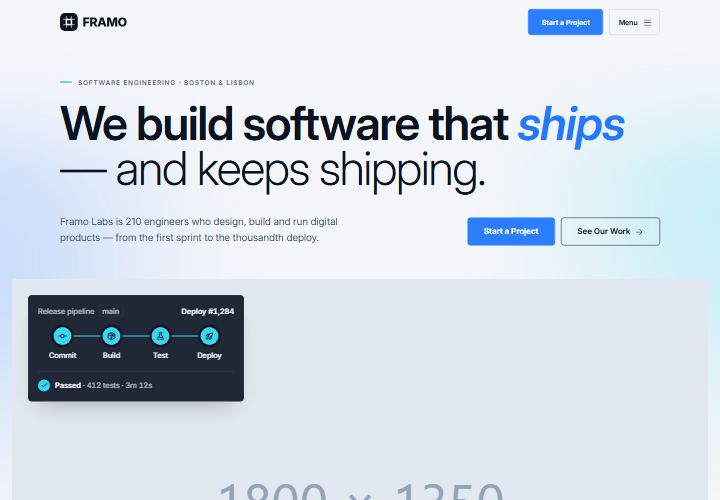 FRAMO
Start a Project
Menu
SOFTWARE ENGINEERING · BOSTON & LISBON
We build software that ships
— and keeps shipping.
Framo Labs is 210 engineers who design, build and run digital
products — from the first sprint to the thousandth deploy.
Start a Project
See Our Work →
Release pipeline main
Deploy #1,284
Commit
Build
Test
Deploy
Passed · 412 tests · 3m 12s
1800 × 1350